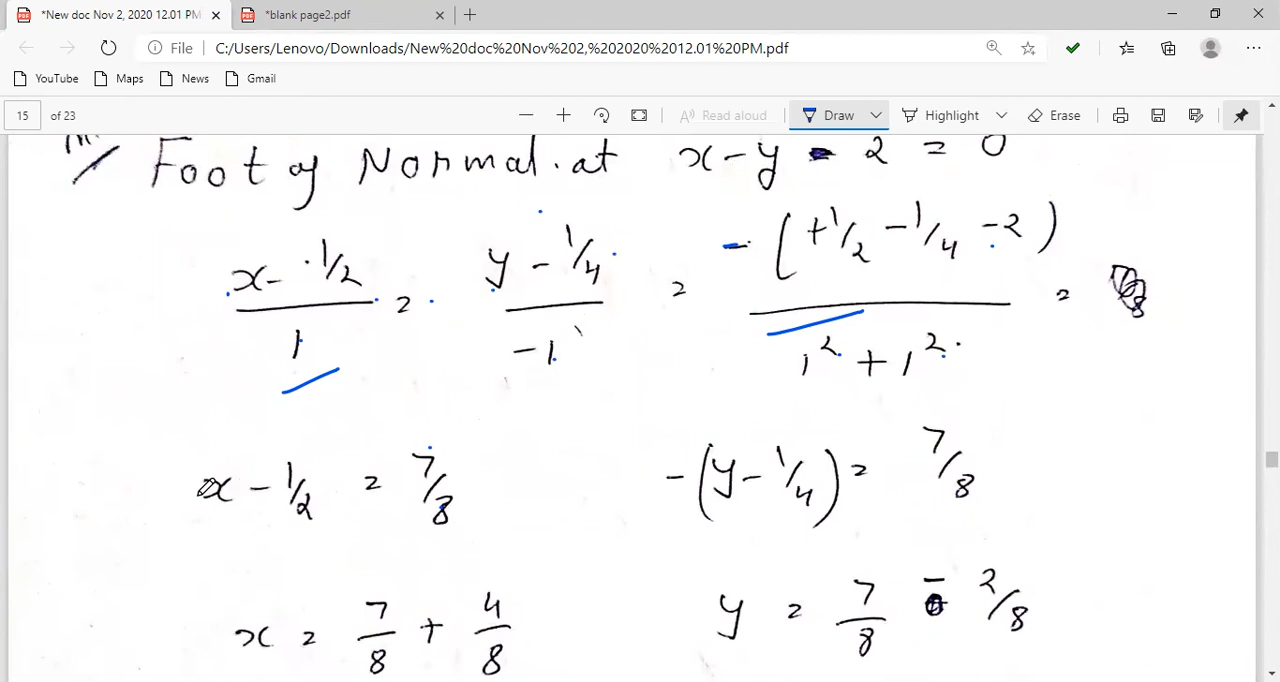 *New doc Nov 2, 2020 12.01 PM *blank page2.pdf
File C:/Users/Lenovo/Downloads/New%20doc%20Nov%202,%202020%2012.01%20PM.pdf
YouTube Maps News Gmail
15 of 23 Read aloud Draw Highlight Erase
Foot of Normal. at x - y - 2 = 0
(x - 1/2)/1 = (y - 1/4)/-1 = -(+1/2 - 1/4 - 2)/(1² + 1²) =
x - 1/2 = 7/8 -(y - 1/4) = 7/8
x = 7/8 + 4/8 y = 7/8 - 2/8